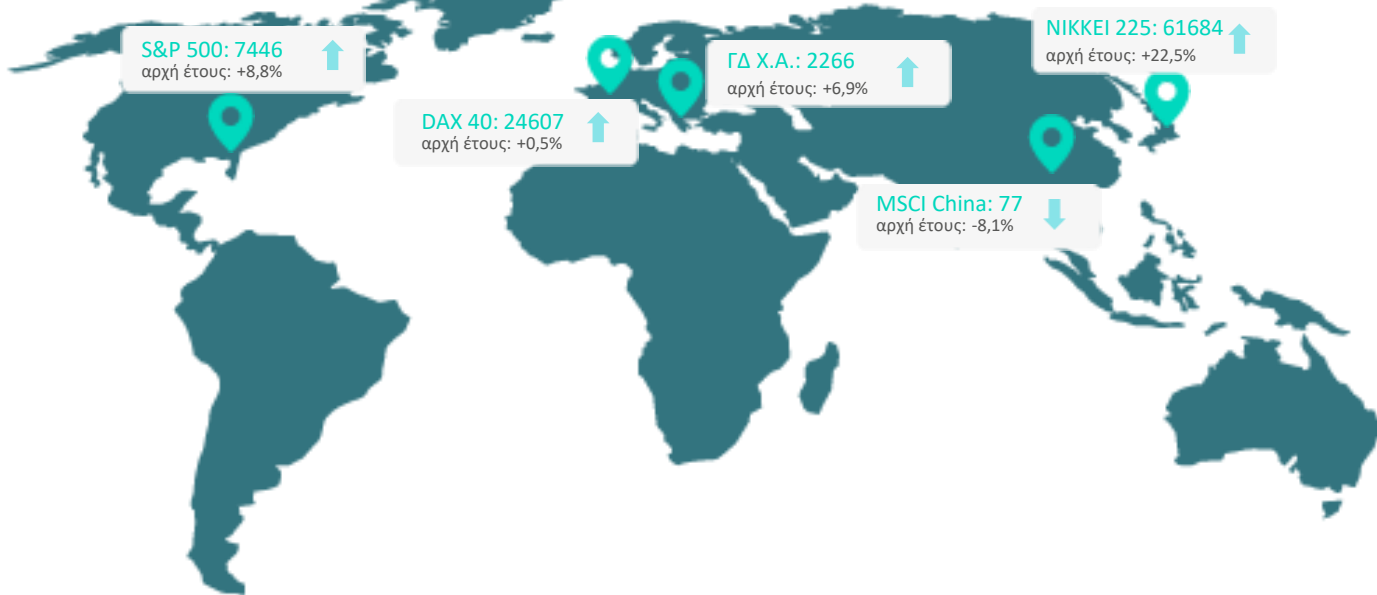 S&P 500: 7446
αρχή έτους: +8,8%
DAX 40: 24607
αρχή έτους: +0,5%
ΓΔ Χ.Α.: 2266
αρχή έτους: +6,9%
NIKKEI 225: 61684
αρχή έτους: +22,5%
MSCI China: 77
αρχή έτους: -8,1%